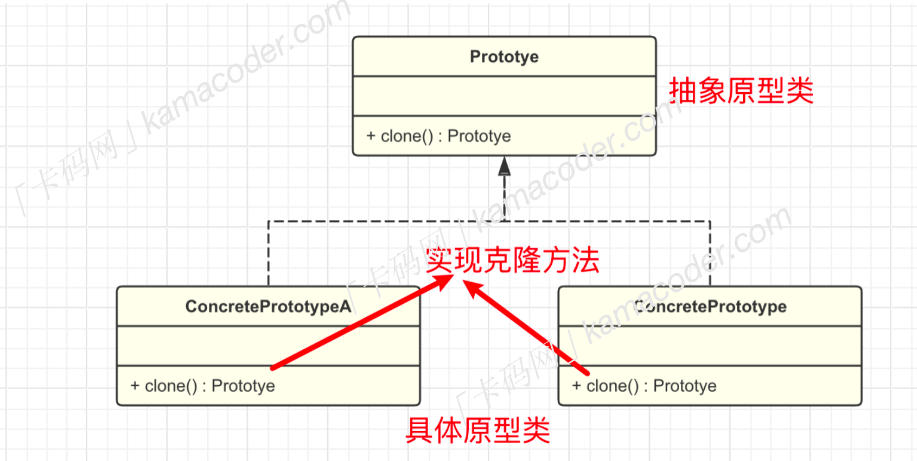 Prototye
抽象原型类
+ clone() : Prototye
「卡码网」kamacoder.com
「卡码网」kamacoder.com
实现克隆方法
ConcretePrototypeA
ConcretePrototype
「卡码网」kamacoder.com
+ clone() : Prototye
+ clone() : Prototye
具体原型类